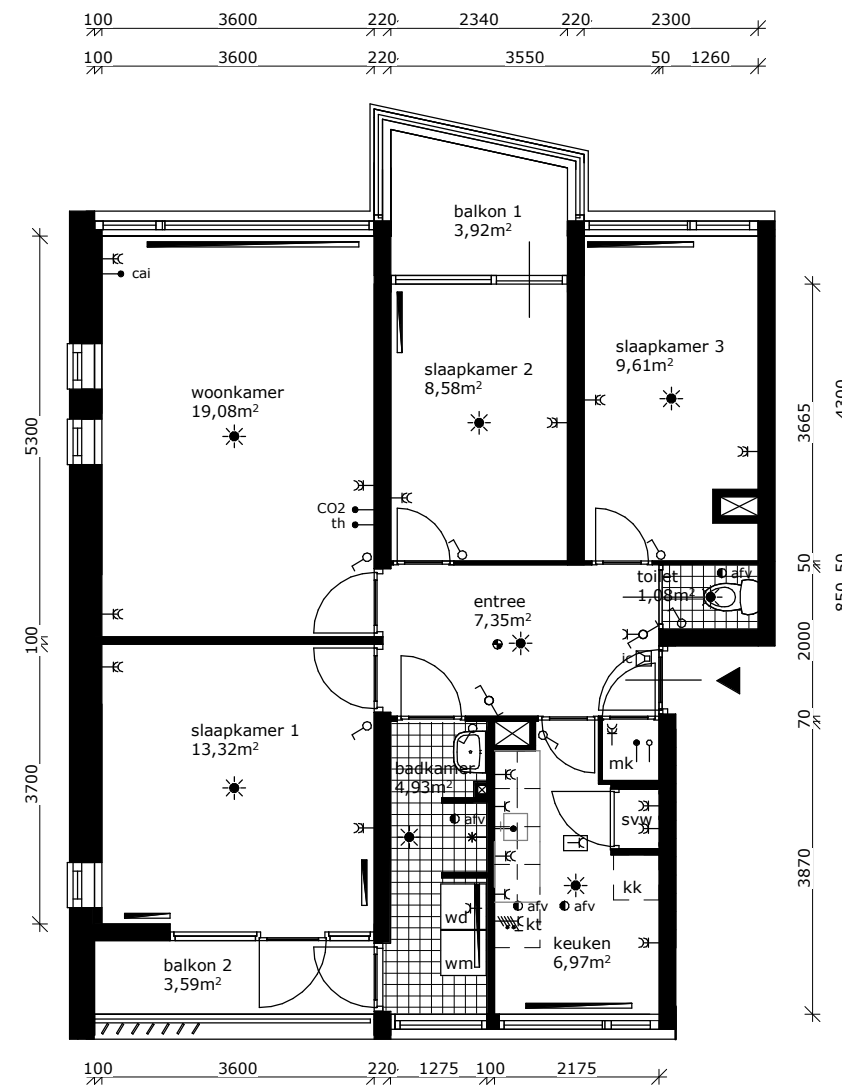 100 3600 220 2340 220 2300
100 3600 220 3550 50 1260
balkon 1
3,92m²
cai
woonkamer
19,08m²
slaapkamer 2
8,58m²
slaapkamer 3
9,61m²
5300
3665
4300
CO2
th
50
50
toilet
1,08m²
afv
850
entree
7,35m²
100
2000
ic
70
slaapkamer 1
13,32m²
badkamer
4,93m²
mk
3700
afv
svw
3870
kk
wd
afv
afv
kt
keuken
6,97m²
wm
balkon 2
3,59m²
100 3600 220 1275 100 2175